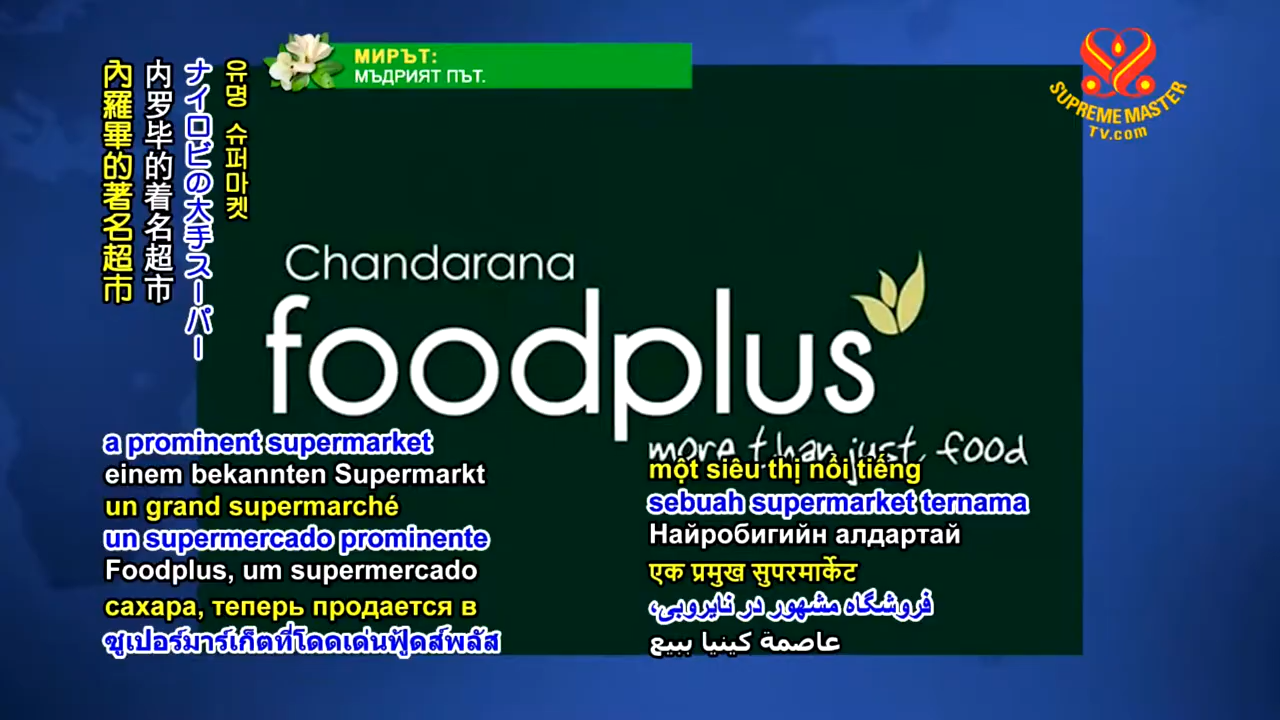 МИРЪТ:
МЪДРИЯТ ПЪТ.
SUPREME MASTER
TV.com
內羅畢的著名超市
内罗毕的着名超市
ナイロビの大手スーパー
유명 슈퍼마켓
Chandarana
foodplus
more than just food
a prominent supermarket
einem bekannten Supermarkt
un grand supermarché
un supermercado prominente
Foodplus, um supermercado
сахара, теперь продается в
ซูเปอร์มาร์เก็ตที่โดดเด่นฟู้ดส์พลัส
một siêu thị nổi tiếng
sebuah supermarket ternama
Найробигийн алдартай
एक प्रमुख सुपरमार्केट
فروشگاه مشهور در نایروبی،
عاصمة كينيا ببيع